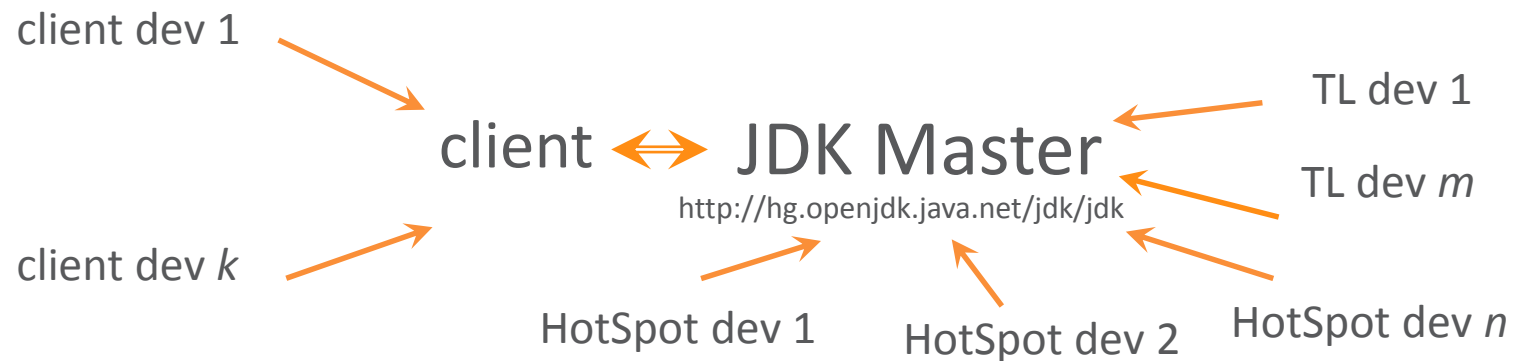 client dev 1
TL dev 1
client
JDK Master
TL dev m
http://hg.openjdk.java.net/jdk/jdk
client dev k
HotSpot dev 1
HotSpot dev 2
HotSpot dev n